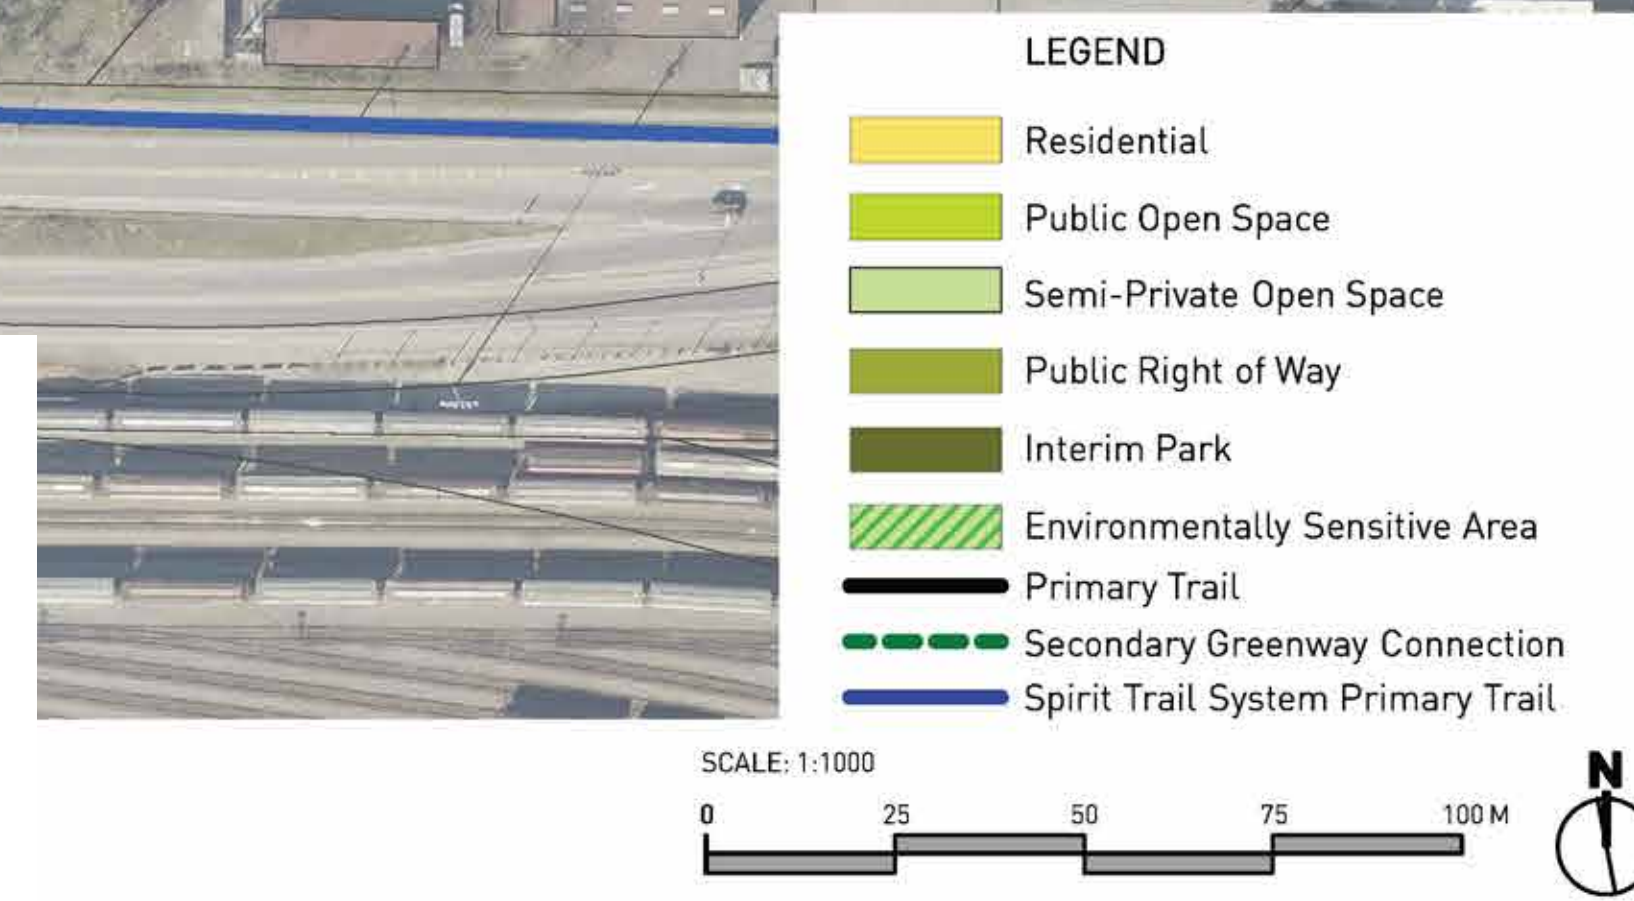 LEGEND
Residential
Public Open Space
Semi-Private Open Space
Public Right of Way
Interim Park
Environmentally Sensitive Area
Primary Trail
Secondary Greenway Connection
Spirit Trail System Primary Trail
SCALE: 1:1000
0 25 50 75 100 M
N